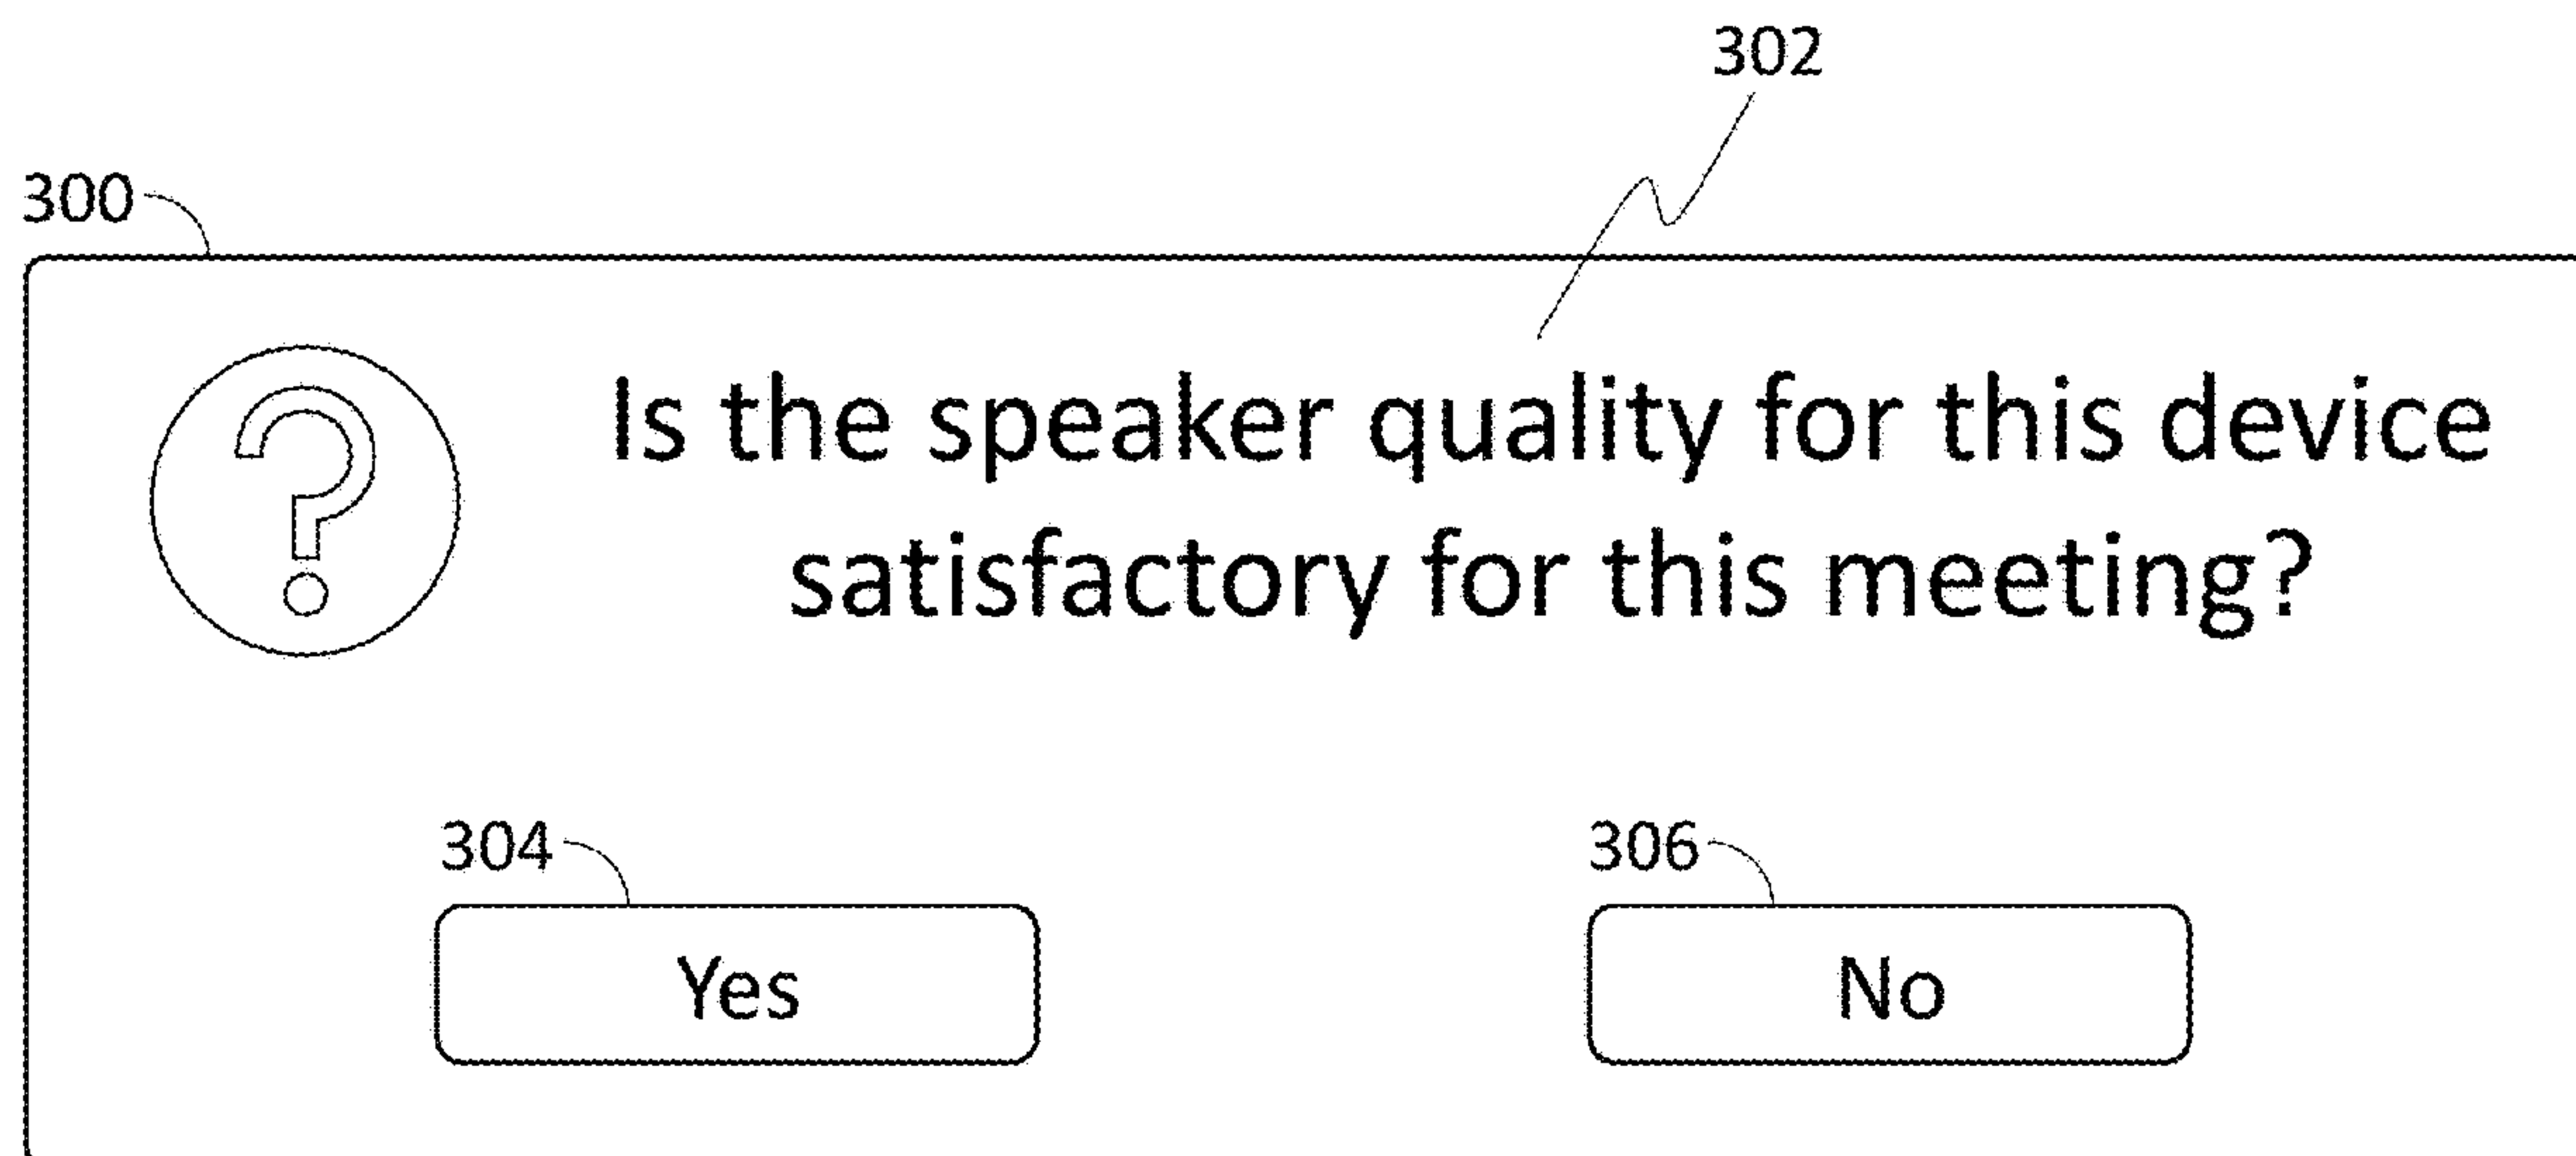 302
300
?
Is the speaker quality for this device
satisfactory for this meeting?
304
306
Yes
No